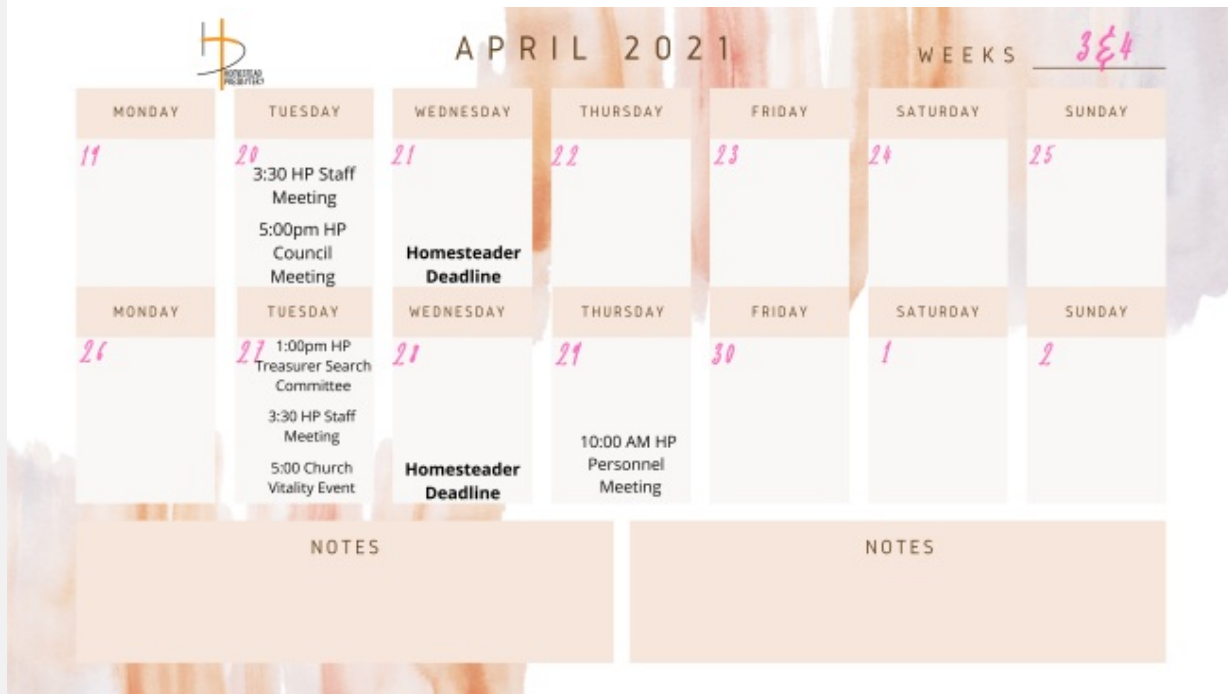 HOMESTEAD
PRESBYTERY
APRIL 2021
WEEKS 3&4
MONDAY TUESDAY WEDNESDAY THURSDAY FRIDAY SATURDAY SUNDAY
19 20 21 22 23 24 25
3:30 HP Staff
Meeting
5:00pm HP
Council
Meeting
Homesteader
Deadline
MONDAY TUESDAY WEDNESDAY THURSDAY FRIDAY SATURDAY SUNDAY
26 27 28 29 30 1 2
1:00pm HP
Treasurer Search
Committee
3:30 HP Staff
Meeting
5:00 Church
Vitality Event
Homesteader
Deadline
10:00 AM HP
Personnel
Meeting
NOTES NOTES